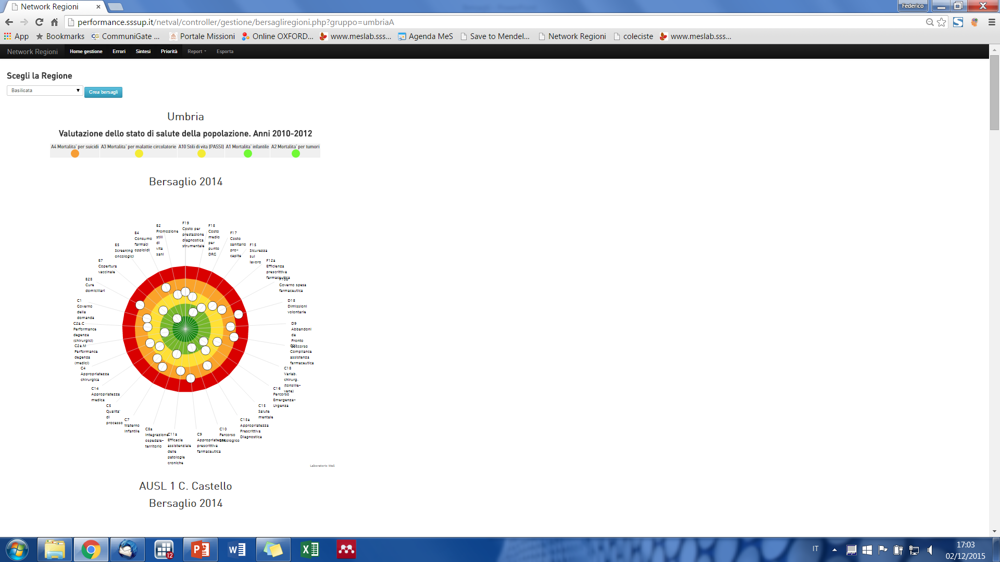 Network Regioni
Federico
performance.sssup.it/netval/controller/gestione/bersagliregioni.php?gruppo=umbriaA
App
Bookmarks
CommuniGate ...
Portale Missioni
Online OXFORD...
www.meslab.sss...
Agenda MeS
Save to Mendel...
Network Regioni
coleciste
www.meslab.sss...
Network Regioni
Home gestione
Errori
Sintesi
Priorità
Report
Esporta
Scegli la Regione
Basilicata
Crea bersagli
Umbria
Valutazione dello stato di salute della popolazione. Anni 2010-2012
A4 Mortalita' per suicidi
A3 Mortalita' per malattie circolatorie
A10 Stili di vita (PASSI)
A1 Mortalita' infantile
A2 Mortalita' per tumori
Bersaglio 2014
F19
Costo per
prestazione
diagnostica
strumentale
F18
Costo
medio
per
punto
DRG
F17
Costo
sanitario
pro-
capite
F15
Sicurezza
sul
lavoro
F12a
Efficienza
prescrittiva
farmaceutica
Governo spesa
farmaceutica
D18
Dimissioni
volontarie
D9
Abbandoni
da
Pronto
Soccorso
C21
Compliance
assistenza
farmaceutica
C18
Variab.
chirurg.
(tonsille-
vene)
C16
Percorso
Emergenza-
Urgenza
C15
Salute
mentale
C13a
Appropriatezza
Prescrittiva
Diagnostica
C10
Percorso
oncologico
C9
Appropriatezza
prescrittiva
farmaceutica
C11a
Efficacia
assistenziale
delle
patologie
croniche
C8a
Integrazione
ospedale-
territorio
C7
Materno
Infantile
C5
Qualita'
di
processo
C14
Appropriatezza
medica
C4
Appropriatezza
chirurgica
C2a.M
Performance
degenza
(medici)
C2a.C
Performance
degenza
(chirurgici)
C1
Governo
della
domanda
B28
Cure
domiciliari
B7
Copertura
vaccinale
B5
Screening
oncologici
B4
Consumo
farmaci
oppioidi
B2
Promozione
stili
di
vita
sani
Laboratorio MeS
AUSL 1 C. Castello
Bersaglio 2014
12
IT
17:03
02/12/2015